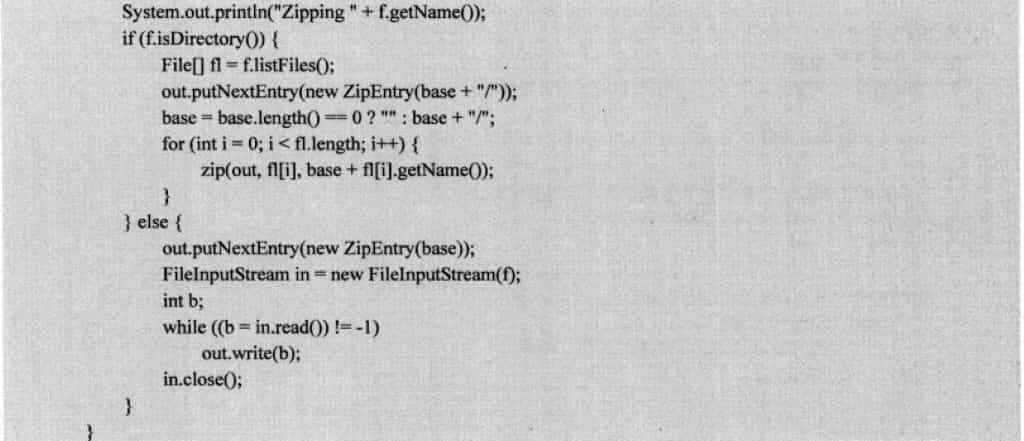 System.out.println("Zipping " + f.getName());
if (f.isDirectory()) {
File[] fl = f.listFiles();
out.putNextEntry(new ZipEntry(base + "/"));
base = base.length() == 0 ? "" : base + "/";
for (int i = 0; i < fl.length; i++) {
zip(out, fl[i], base + fl[i].getName());
}
} else {
out.putNextEntry(new ZipEntry(base));
FileInputStream in = new FileInputStream(f);
int b;
while ((b = in.read()) != -1)
out.write(b);
in.close();
}
}